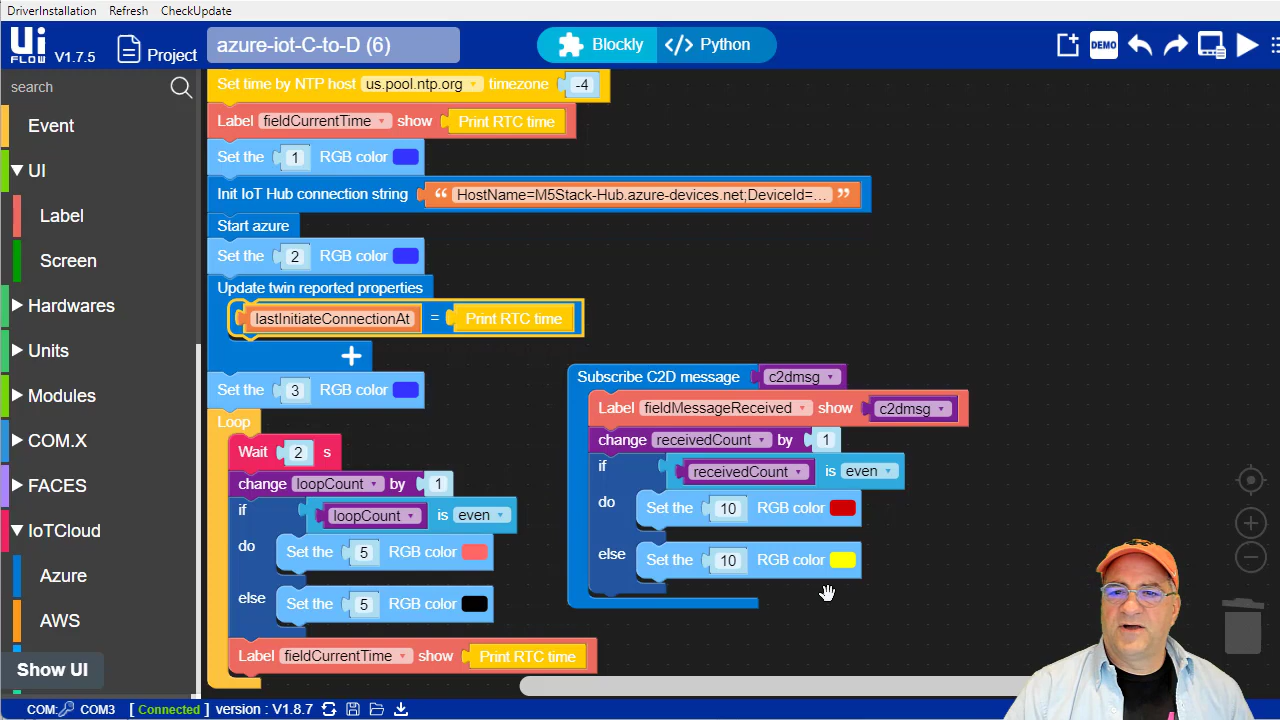 DriverInstallation Refresh CheckUpdate
Ui FLOW V1.7.5 Project azure-iot-C-to-D (6) Blockly </> Python DEMO
search
Event
UI
Label
Screen
Hardwares
Units
Modules
COM.X
FACES
IoTCloud
Azure
AWS
Show UI
Set time by NTP host us.pool.ntp.org timezone -4
Label fieldCurrentTime show Print RTC time
Set the 1 RGB color
Init IoT Hub connection string “ HostName=M5Stack-Hub.azure-devices.net;DeviceId=... ”
Start azure
Set the 2 RGB color
Update twin reported properties
lastInitiateConnectionAt = Print RTC time
+
Set the 3 RGB color
Loop
Wait 2 s
change loopCount by 1
if loopCount is even
do Set the 5 RGB color
else Set the 5 RGB color
Label fieldCurrentTime show Print RTC time
Subscribe C2D message c2dmsg
Label fieldMessageReceived show c2dmsg
change receivedCount by 1
if receivedCount is even
do Set the 10 RGB color
else Set the 10 RGB color
COM: COM3 [ Connected ] version : V1.8.7